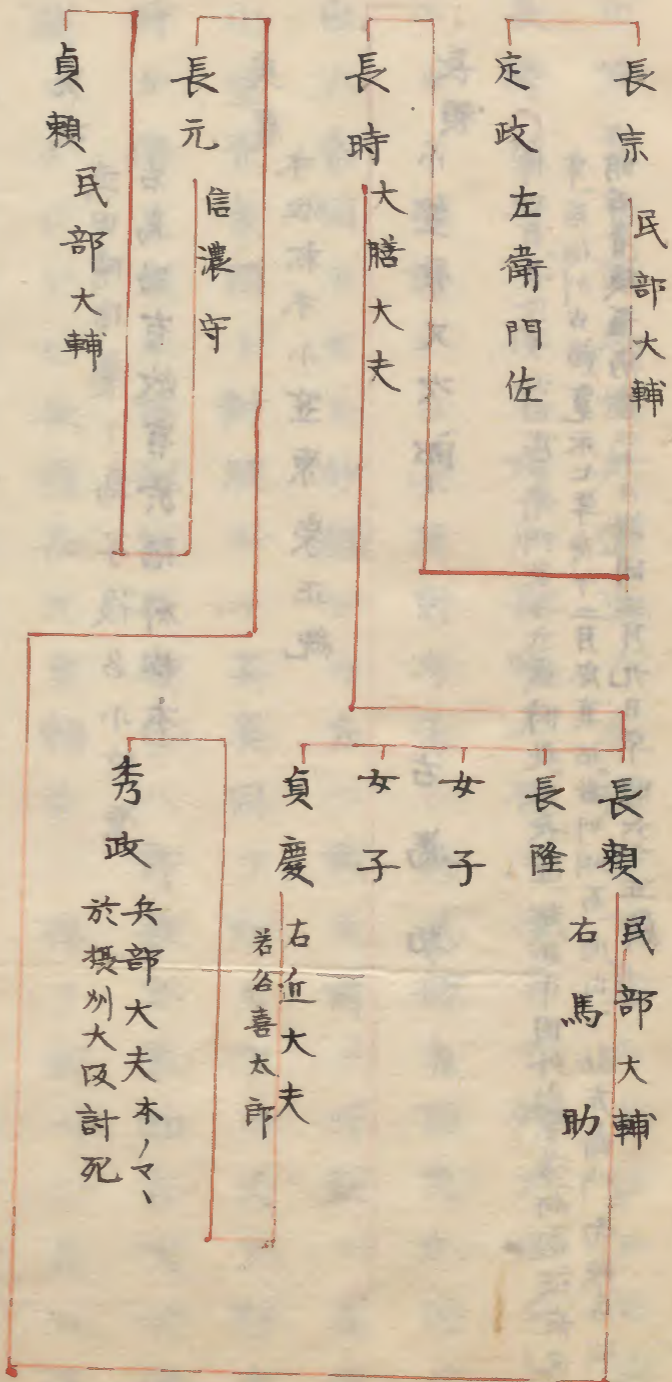 長宗 民部大輔
定政 左衛門佐
長時 大膳大夫
長元 信濃守
貞頼 民部大輔
長頼 民部大輔
右馬助
長隆
女子
女子
貞慶 右近大夫
若谷喜太郎
秀政 兵部大夫本ノマヽ
於摂州大阪討死